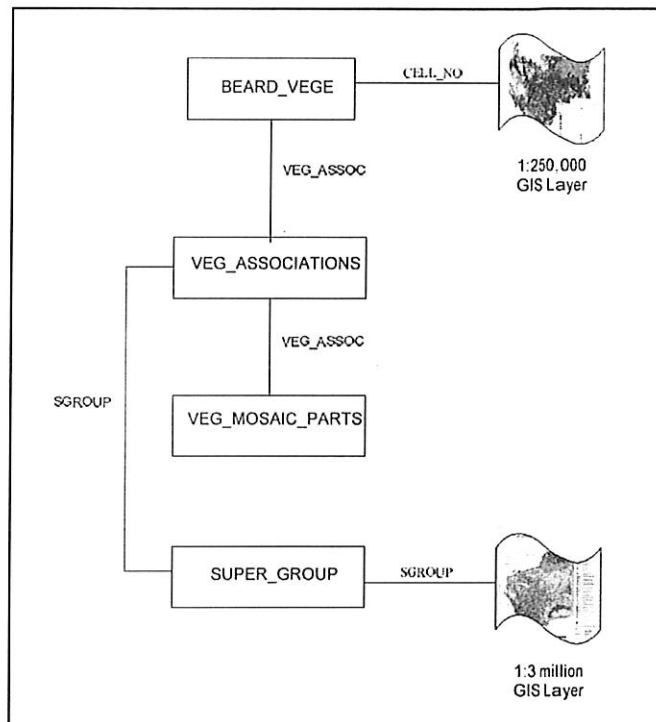 BEARD_VEGE
CELL_NO
1:250,000
GIS Layer
VEG_ASSOC
VEG_ASSOCIATIONS
VEG_ASSOC
SGROUP
VEG_MOSAIC_PARTS
SUPER_GROUP
SGROUP
1:3 million
GIS Layer